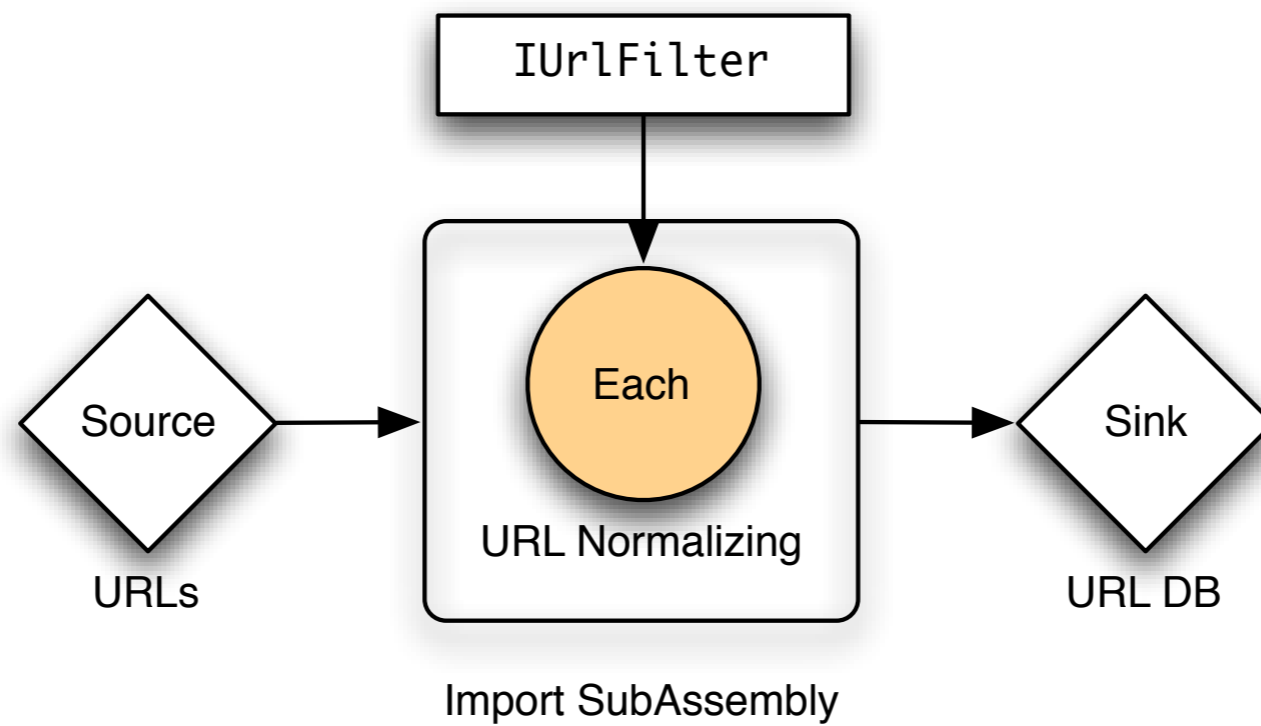 IUrlFilter
Source
Each
Sink
URL Normalizing
URLs
URL DB
Import SubAssembly